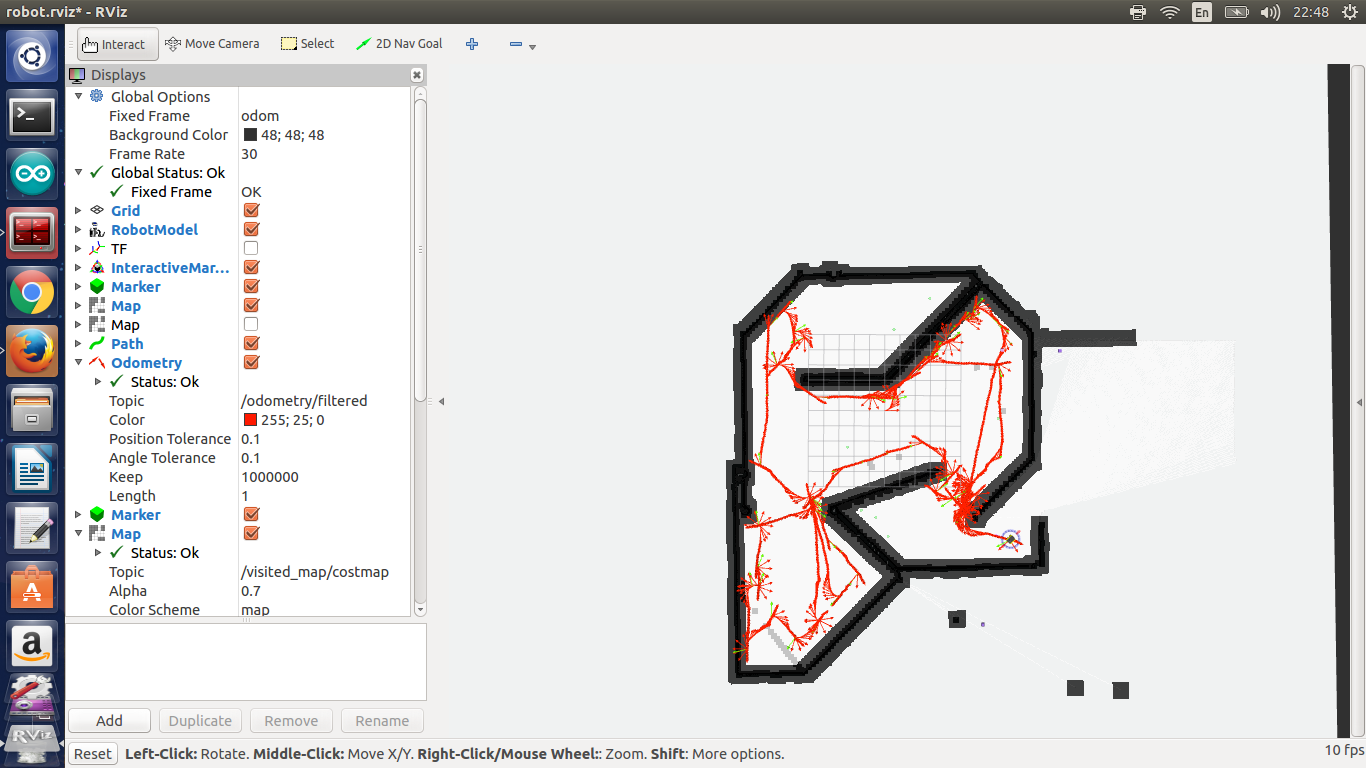 robot.rviz* - RViz
En
22:48
Interact
Move Camera
Select
2D Nav Goal
Displays
Global Options
Fixed Frame odom
Background Color 48; 48; 48
Frame Rate 30
Global Status: Ok
Fixed Frame OK
Grid
RobotModel
TF
InteractiveMar...
Marker
Map
Map
Path
Odometry
Status: Ok
Topic /odometry/filtered
Color 255; 25; 0
Position Tolerance 0.1
Angle Tolerance 0.1
Keep 1000000
Length 1
Marker
Map
Status: Ok
Topic /visited_map/costmap
Alpha 0.7
Color Scheme map
Add
Duplicate
Remove
Rename
RViz
Reset
Left-Click: Rotate. Middle-Click: Move X/Y. Right-Click/Mouse Wheel:: Zoom. Shift: More options.
10 fps